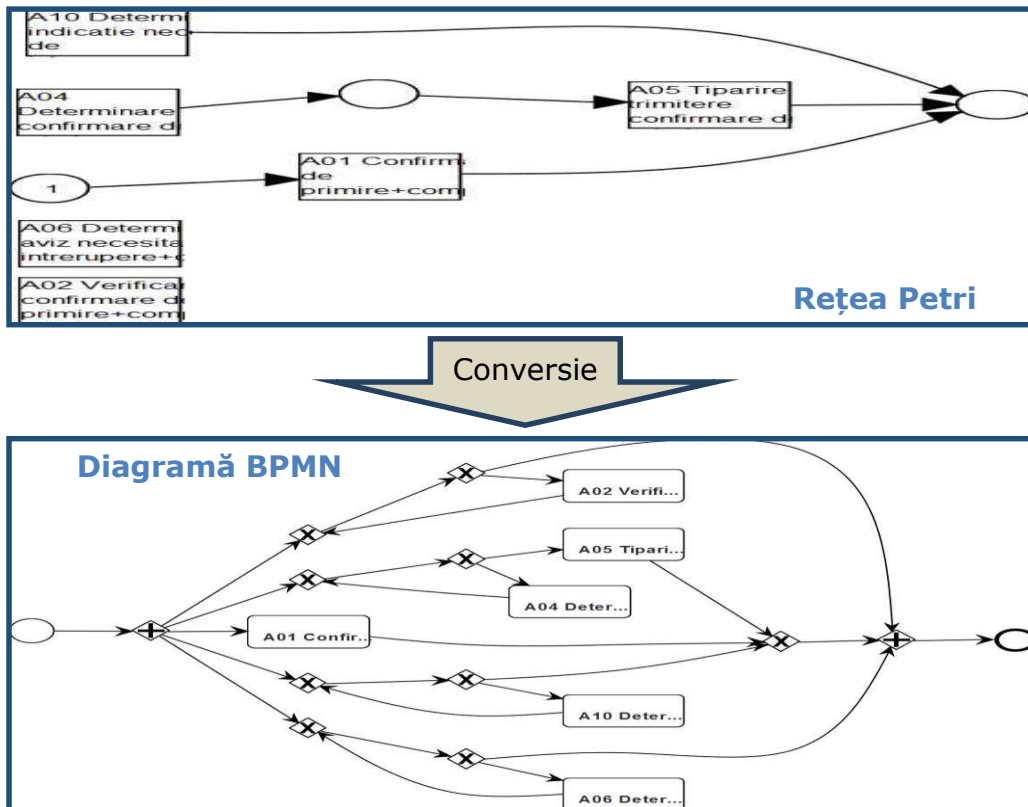 A10 Determi
indicatie nec
de
A04
Determinare
confirmare d
A05 Tiparire
trimitere
confirmare d
1
A01 Confirm
de
primire+com
A06 Determi
aviz necesita
intrerupere+
A02 Verifica
confirmare d
primire+com
Rețea Petri
Conversie
Diagramă BPMN
A02 Verifi...
A05 Tipari...
A04 Deter...
A01 Confir...
A10 Deter...
A06 Deter...